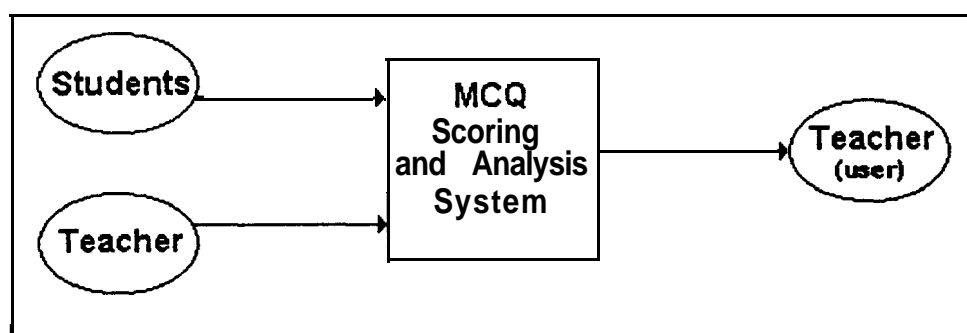 Students
MCQ
Scoring
and Analysis
System
Teacher
Teacher
(user)